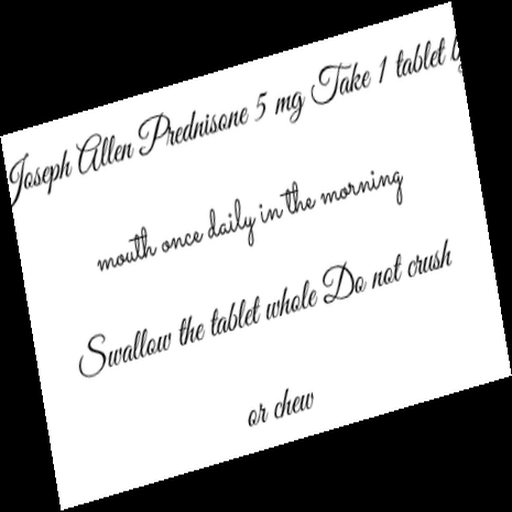 Joseph Allen Prednisone 5 mg Take 1 tablet
mouth once daily in the morning
Swallow the tablet whole Do not crush
or chew